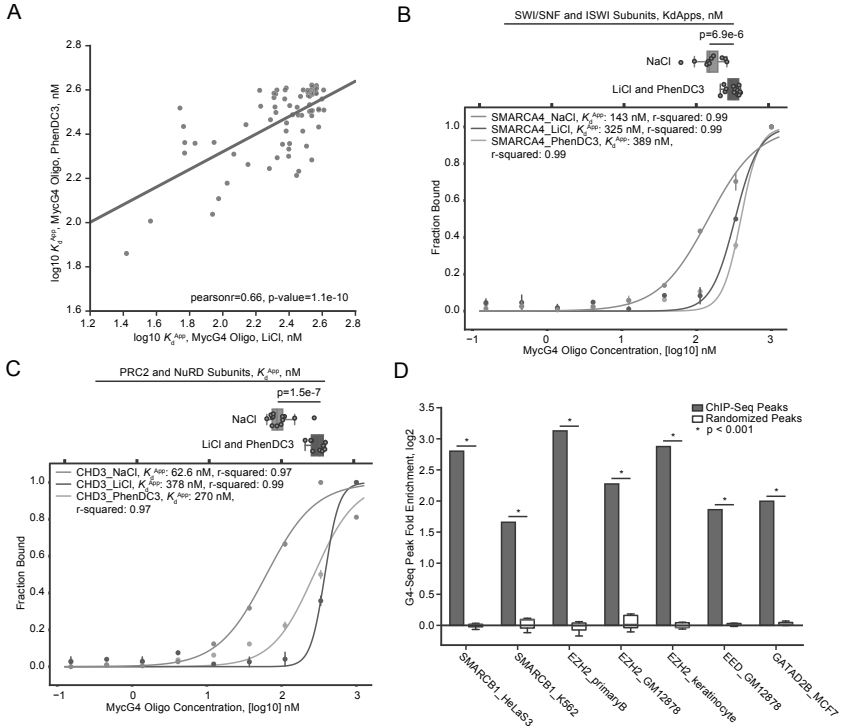 A
2.8
2.6
2.4
2.2
2.0
1.8
1.6
log10 KdApp, MycG4 Oligo, PhenDC3, nM
pearsonr=0.66, p-value=1.1e-10
1.2 1.4 1.6 1.8 2.0 2.2 2.4 2.6 2.8
log10 KdApp, MycG4 Oligo, LiCl, nM
B
SWI/SNF and ISWI Subunits, KdApps, nM
p=6.9e-6
NaCl
LiCl and PhenDC3
SMARCA4_NaCl, KdApp: 143 nM, r-squared: 0.99
SMARCA4_LiCl, KdApp: 325 nM, r-squared: 0.99
SMARCA4_PhenDC3, KdApp: 389 nM,
r-squared: 0.99
1.0
0.8
0.6
0.4
0.2
0.0
Fraction Bound
−1 0 1 2 3
MycG4 Oligo Concentration, [log10] nM
C
PRC2 and NuRD Subunits, KdApp, nM
p=1.5e-7
NaCl
LiCl and PhenDC3
CHD3_NaCl, KdApp: 62.6 nM, r-squared: 0.97
CHD3_LiCl, KdApp: 378 nM, r-squared: 0.99
CHD3_PhenDC3, KdApp: 270 nM,
r-squared: 0.97
1.0
0.8
0.6
0.4
0.2
0.0
Fraction Bound
−1 0 1 2 3
MycG4 Oligo Concentration, [log10] nM
D
ChIP-Seq Peaks
Randomized Peaks
* p < 0.001
3.5
3.0
2.5
2.0
1.5
1.0
0.5
0.0
G4-Seq Peak Fold Enrichment, log2
* * * * * * *
SMARCB1_HeLaS3
SMARCB1_K562
EZH2_primaryB
EZH2_GM12878
EZH2_keratinocyte
EED_GM12878
GATAD2B_MCF7